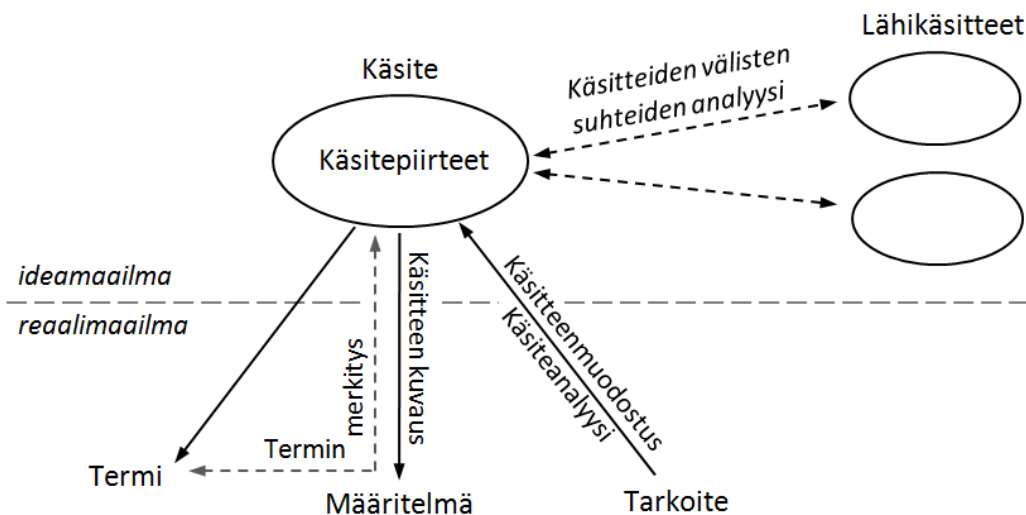 Lähikäsitteet
Käsite
Käsitteiden välisten
suhteiden analyysi
Käsitepiirteet
ideamaailma
reaalimaailma
Käsitteen kuvaus
Käsitteenmuodostus
Käsiteanalyysi
merkitys
Termin
Termi
Määritelmä
Tarkoite